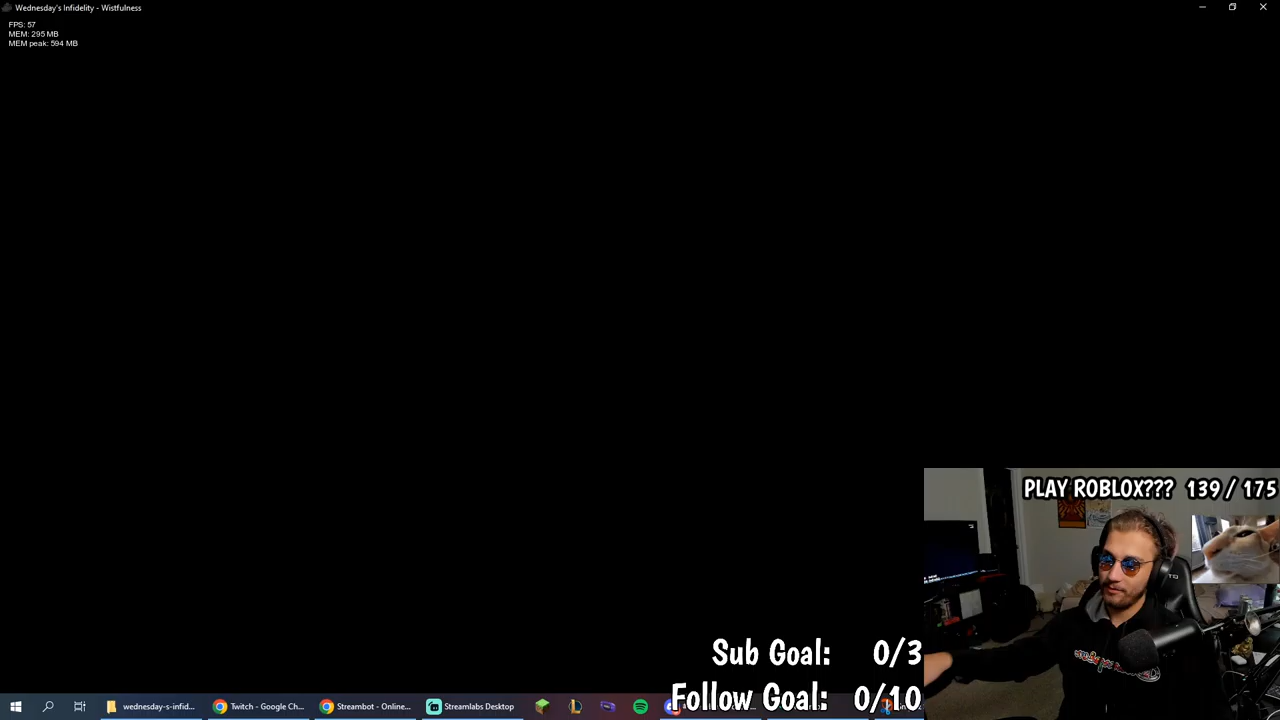 Wednesday's Infidelity - Wistfulness
FPS: 57
MEM: 295 MB
MEM peak: 594 MB
PLAY ROBLOX??? 139 / 175
Sub Goal: 0/3
Follow Goal: 0/10
wednesday-s-infid...
Twitch - Google Ch...
Streambot - Online...
Streamlabs Desktop